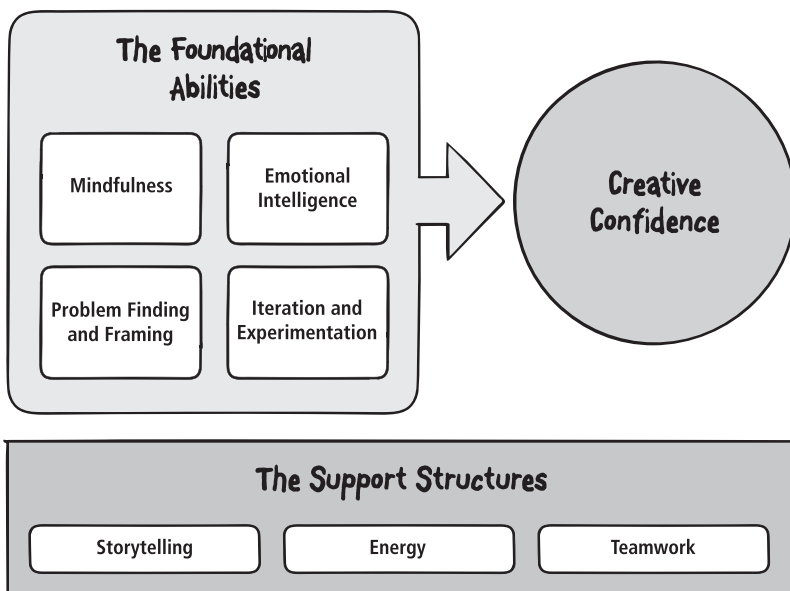 The Foundational
Abilities
Mindfulness
Emotional
Intelligence
Problem Finding
and Framing
Iteration and
Experimentation
Creative
Confidence
The Support Structures
Storytelling
Energy
Teamwork